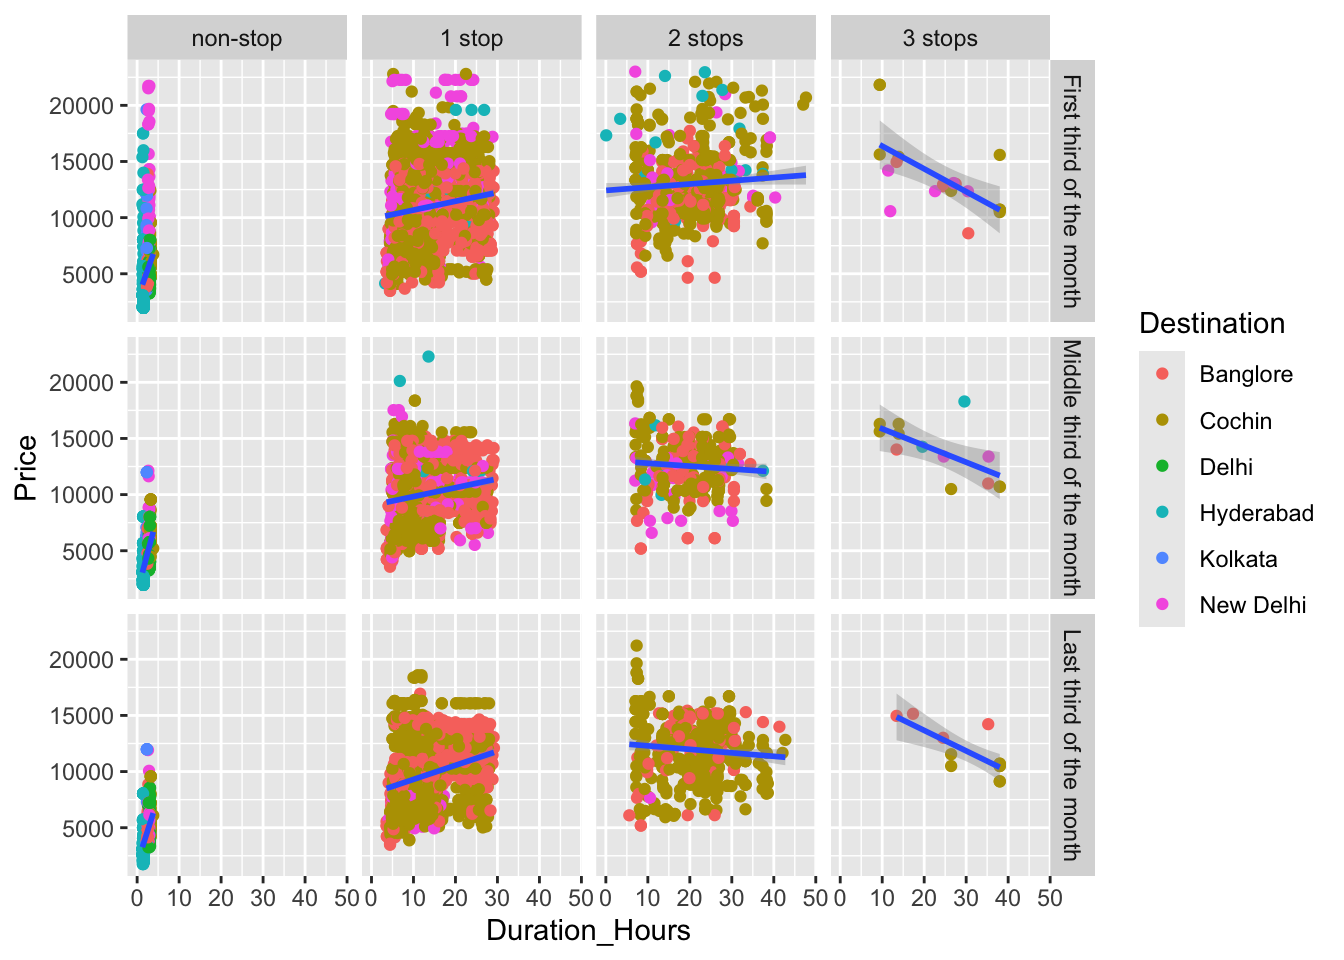 non-stop 1 stop 2 stops 3 stops
20000
15000
10000
5000
First third of the month
20000
15000
10000
5000
Middle third of the month
20000
15000
10000
5000
Last third of the month
0 10 20 30 40 50 0 10 20 30 40 50 0 10 20 30 40 50 0 10 20 30 40 50
Duration_Hours
Price
Destination
Banglore
Cochin
Delhi
Hyderabad
Kolkata
New Delhi